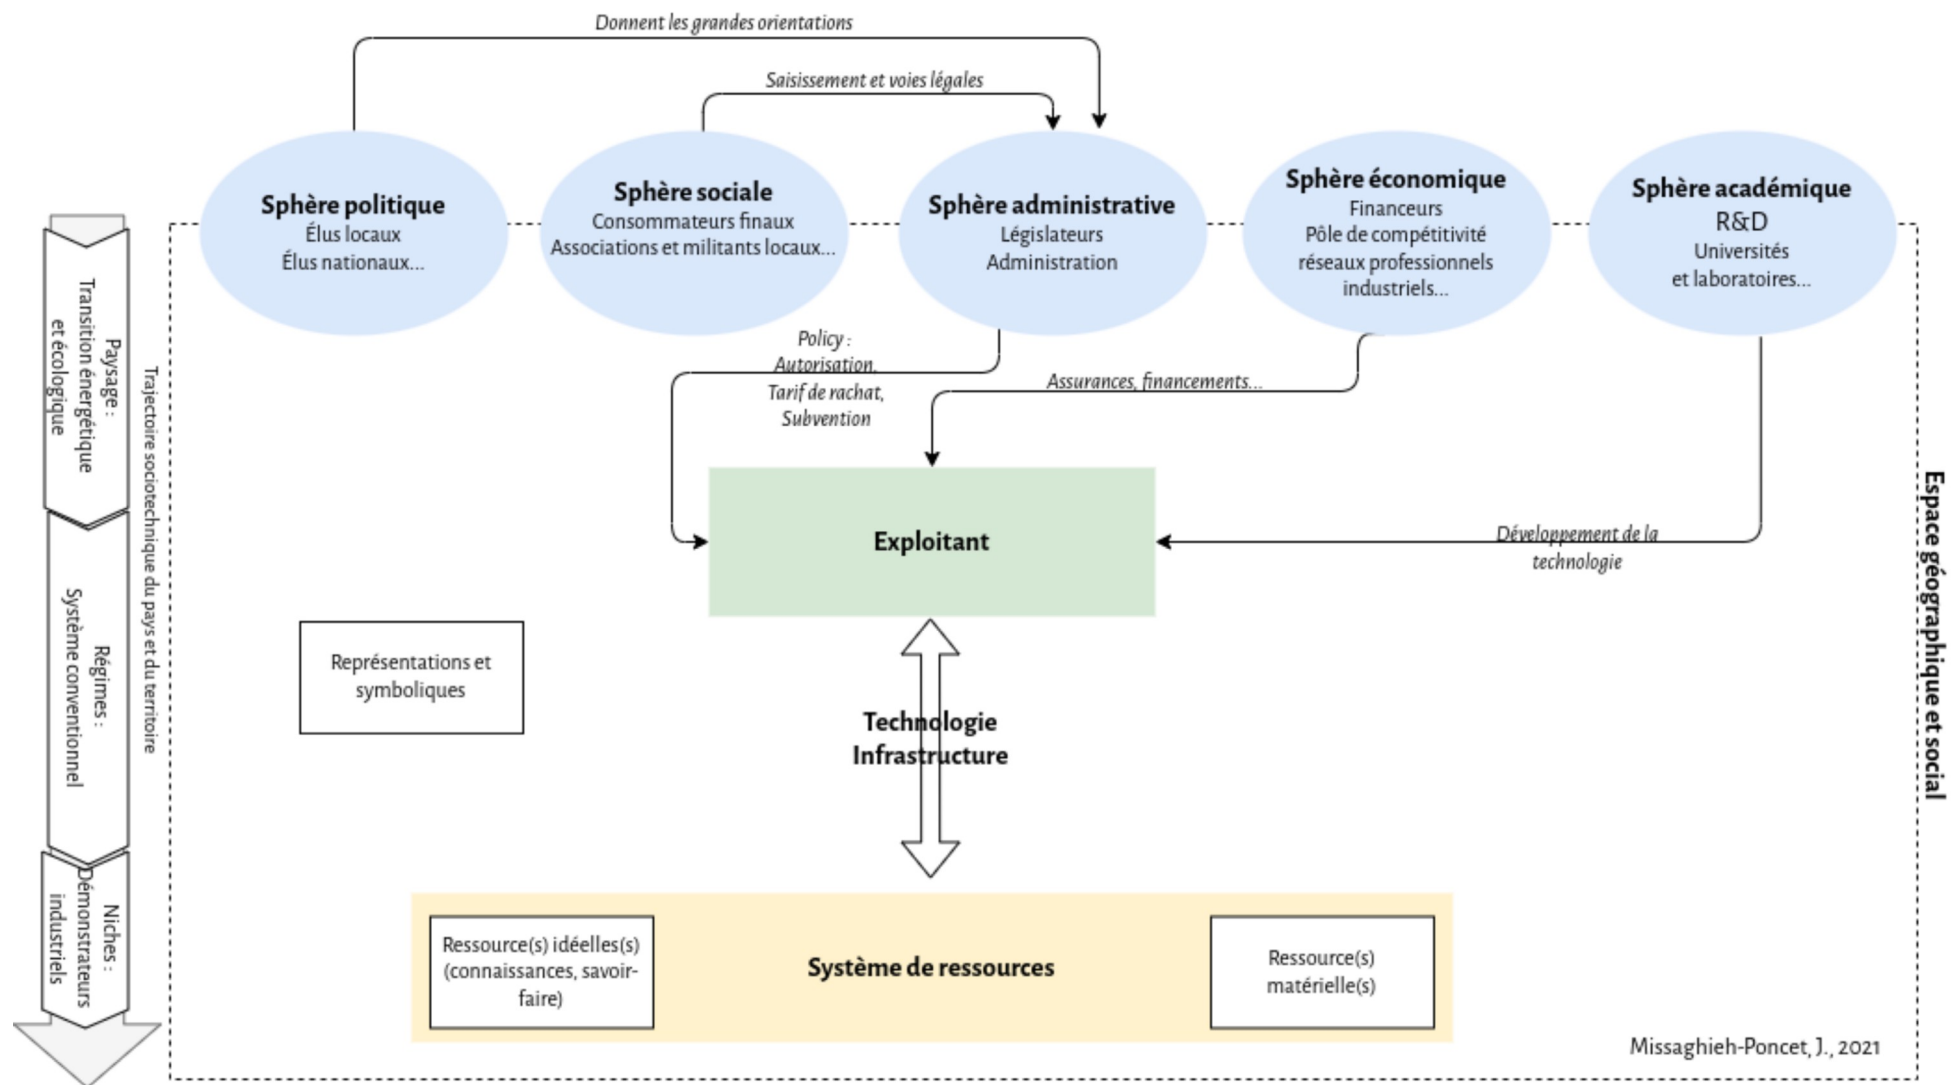 Donnent les grandes orientations
Saisissement et voies légales
Sphère politique
Élus locaux
Élus nationaux...
Sphère sociale
Consommateurs finaux
Associations et militants locaux...
Sphère administrative
Législateurs
Administration
Sphère économique
Financeurs
Pôle de compétitivité
réseaux professionnels
industriels...
Sphère académique
R&D
Universités
et laboratoires...
Paysage :
Transition énergétique
et écologique
Régimes :
Système conventionnel
Niches :
Démonstrateurs
industriels
Trajectoire sociotechnique du pays et du territoire
Policy :
Autorisation,
Tarif de rachat,
Subvention
Assurances, financements...
Exploitant
Développement de la
technologie
Espace géographique et social
Représentations et
symboliques
Technologie
Infrastructure
Ressource(s) idéelles(s)
(connaissances, savoir-
faire)
Système de ressources
Ressource(s)
matérielle(s)
Missaghieh-Poncet, J., 2021